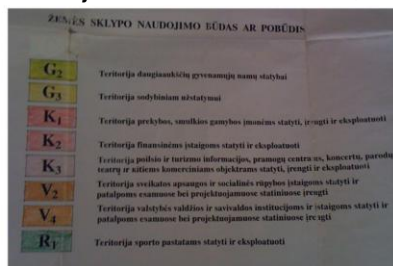 ŽEMĖS SKLYPO NAUDOJIMO BŪDAS AR POBŪDIS
G2 Teritorija daugiaaukščių gyvenamųjų namų statybai
G3 Teritorija sodybiniam užstatymui
K1 Teritorija prekybos, smulkios gamybos įmonėms statyti, įrengti ir eksploatuoti
K2 Teritorija finansinėms įstaigoms statyti ir eksploatuoti
K3 Teritorija poilsio ir turizmo informacijos, pramogų centrams, koncertų, parodų
teatrų ir kitiems komerciniams objektams statyti, įrengti ir eksploatuoti
V2 Teritorija sveikatos apsaugos ir socialinės rūpybos įstaigoms statyti ir
patalpoms esamuose bei projektuojamuose statiniuose įrengti
V4 Teritorija valstybės valdžios ir savivaldos institucijoms ir įstaigoms statyti ir
patalpoms esamuose bei projektuojamuose statiniuose įrengti
R1 Teritorija sporto pastatams statyti ir eksploatuoti